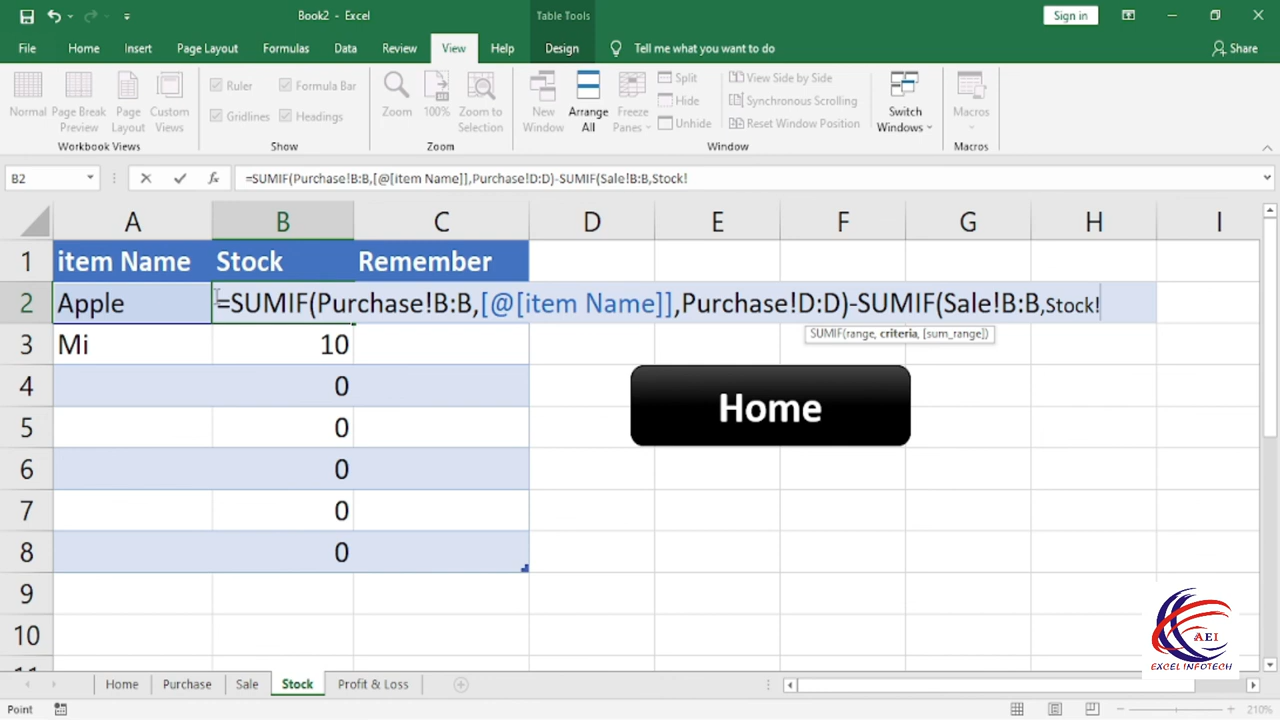 Book2 - Excel
Table Tools
Sign in
File Home Insert Page Layout Formulas Data Review View Help Design Tell me what you want to do Share
Normal Page Break Preview Page Layout Custom Views
Workbook Views
Ruler Formula Bar
Gridlines Headings
Show
Zoom 100% Zoom to Selection
Zoom
New Window Arrange All Freeze Panes
Split
Hide
Unhide
View Side by Side
Synchronous Scrolling
Reset Window Position
Switch Windows
Window
Macros
Macros
B2 fx =SUMIF(Purchase!B:B,[@[item Name]],Purchase!D:D)-SUMIF(Sale!B:B,Stock!
A B C D E F G H I
1 item Name Stock Remember
2 Apple =SUMIF(Purchase!B:B,[@[item Name]],Purchase!D:D)-SUMIF(Sale!B:B,Stock!
SUMIF(range, criteria, [sum_range])
3 Mi 10
4 0
Home
5 0
6 0
7 0
8 0
9
10
AEI
EXCEL INFOTECH
Home Purchase Sale Stock Profit & Loss
Point 210%